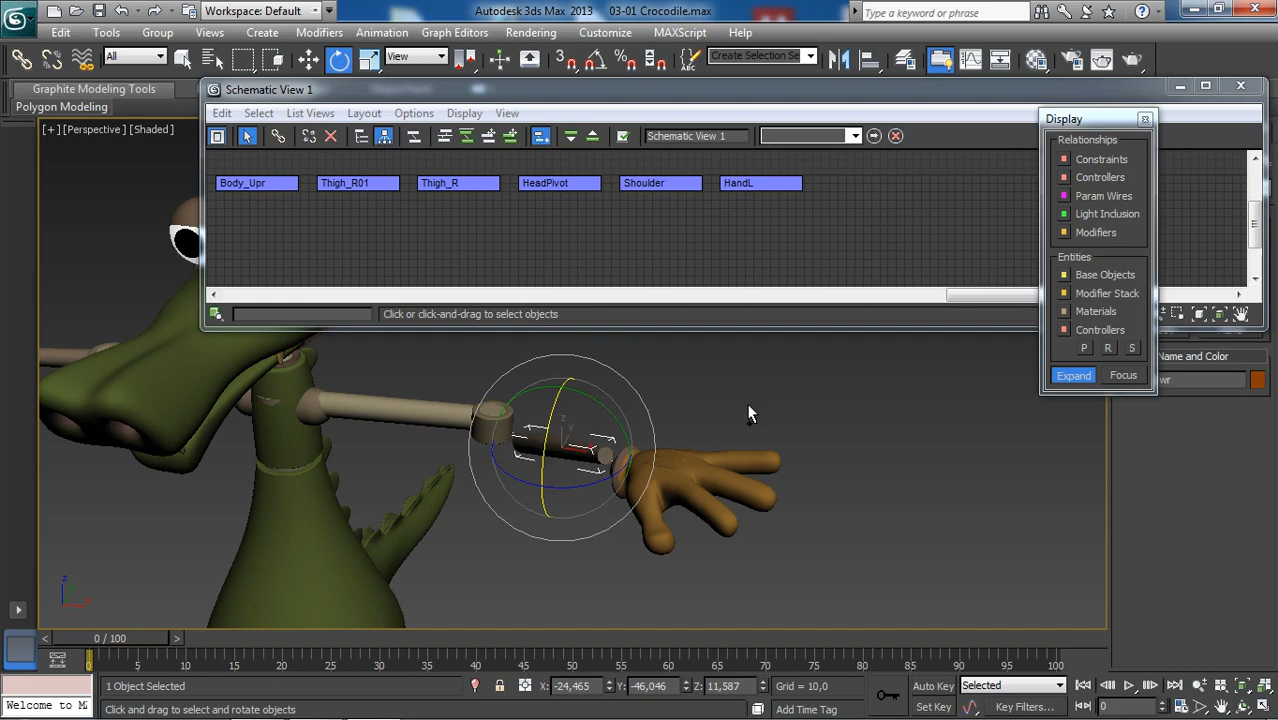 Workspace: Default
Autodesk 3ds Max 2013 03-01 Crocodile.max
Type a keyword or phrase
Edit Tools Group Views Create Modifiers Animation Graph Editors Rendering Customize MAXScript Help
All View Create Selection Se
Graphite Modeling Tools
Polygon Modeling
[+] [Perspective] [Shaded]
Schematic View 1
Edit Select List Views Layout Options Display View
Schematic View 1
Body_Upr Thigh_R01 Thigh_R HeadPivot Shoulder HandL
Click or click-and-drag to select objects
Display
Relationships
Constraints
Controllers
Param Wires
Light Inclusion
Modifiers
Entities
Base Objects
Modifier Stack
Materials
Controllers
P R S
Expand Focus
Name and Color
wr
z
y
z
x
0 / 100
0 5 10 15 20 25 30 35 40 45 50 55 60 65 70 75 80 85 90 95 100
1 Object Selected X: -24,465 Y: -46,046 Z: 11,587 Grid = 10,0 Auto Key Selected
Welcome to M Click and drag to select and rotate objects Add Time Tag Set Key Key Filters... 0